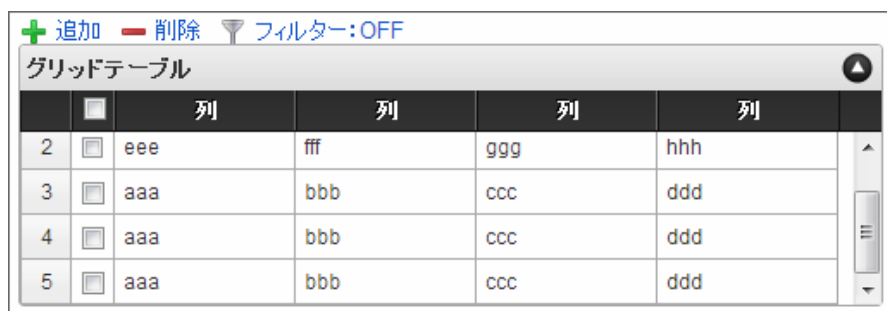 追加 削除 フィルター:OFF
グリッドテーブル
列 列 列 列
2 eee fff ggg hhh
3 aaa bbb ccc ddd
4 aaa bbb ccc ddd
5 aaa bbb ccc ddd